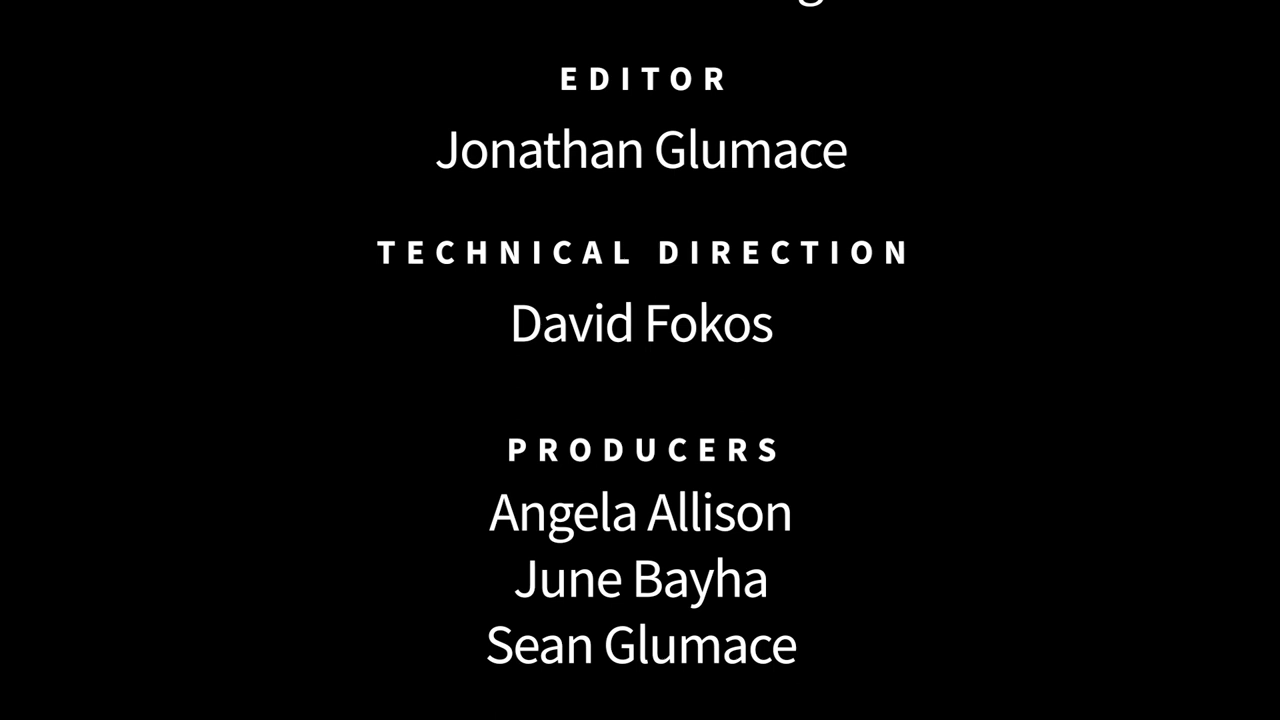 EDITOR
Jonathan Glumace
TECHNICAL DIRECTION
David Fokos
PRODUCERS
Angela Allison
June Bayha
Sean Glumace